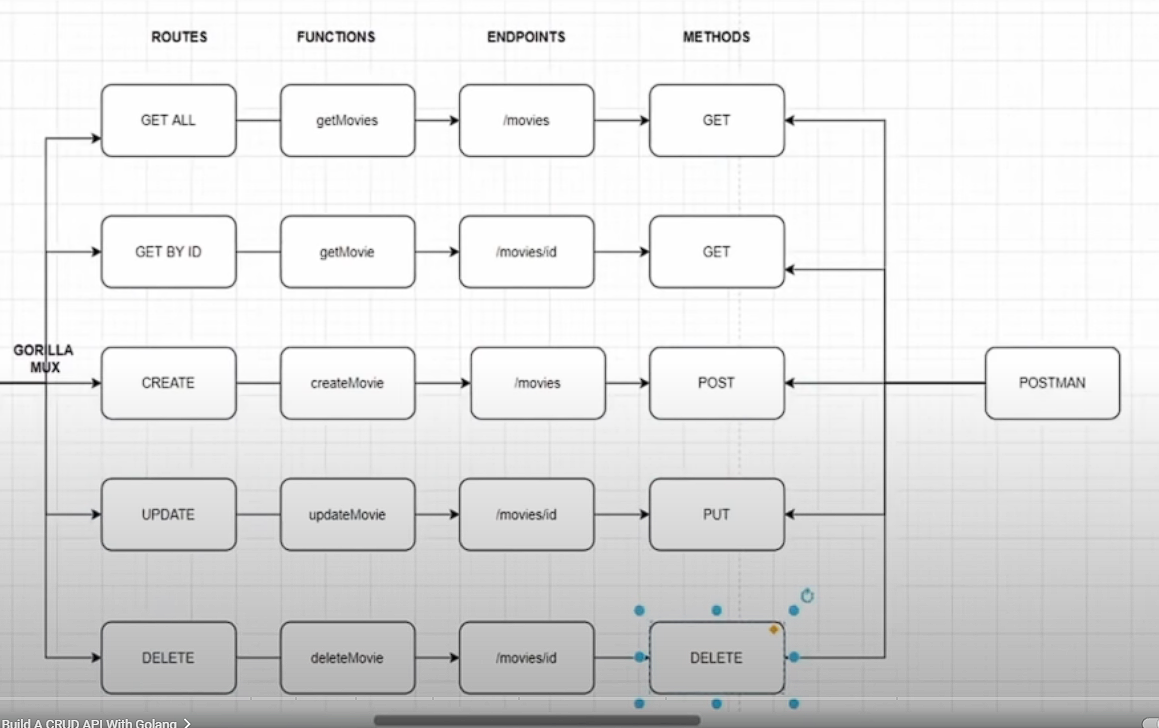 ROUTES FUNCTIONS ENDPOINTS METHODS
GET ALL getMovies /movies GET
GET BY ID getMovie /movies/id GET
GORILLA
MUX
CREATE createMovie /movies POST POSTMAN
UPDATE updateMovie /movies/id PUT
DELETE deleteMovie /movies/id DELETE
Build A CRUD API With Golang